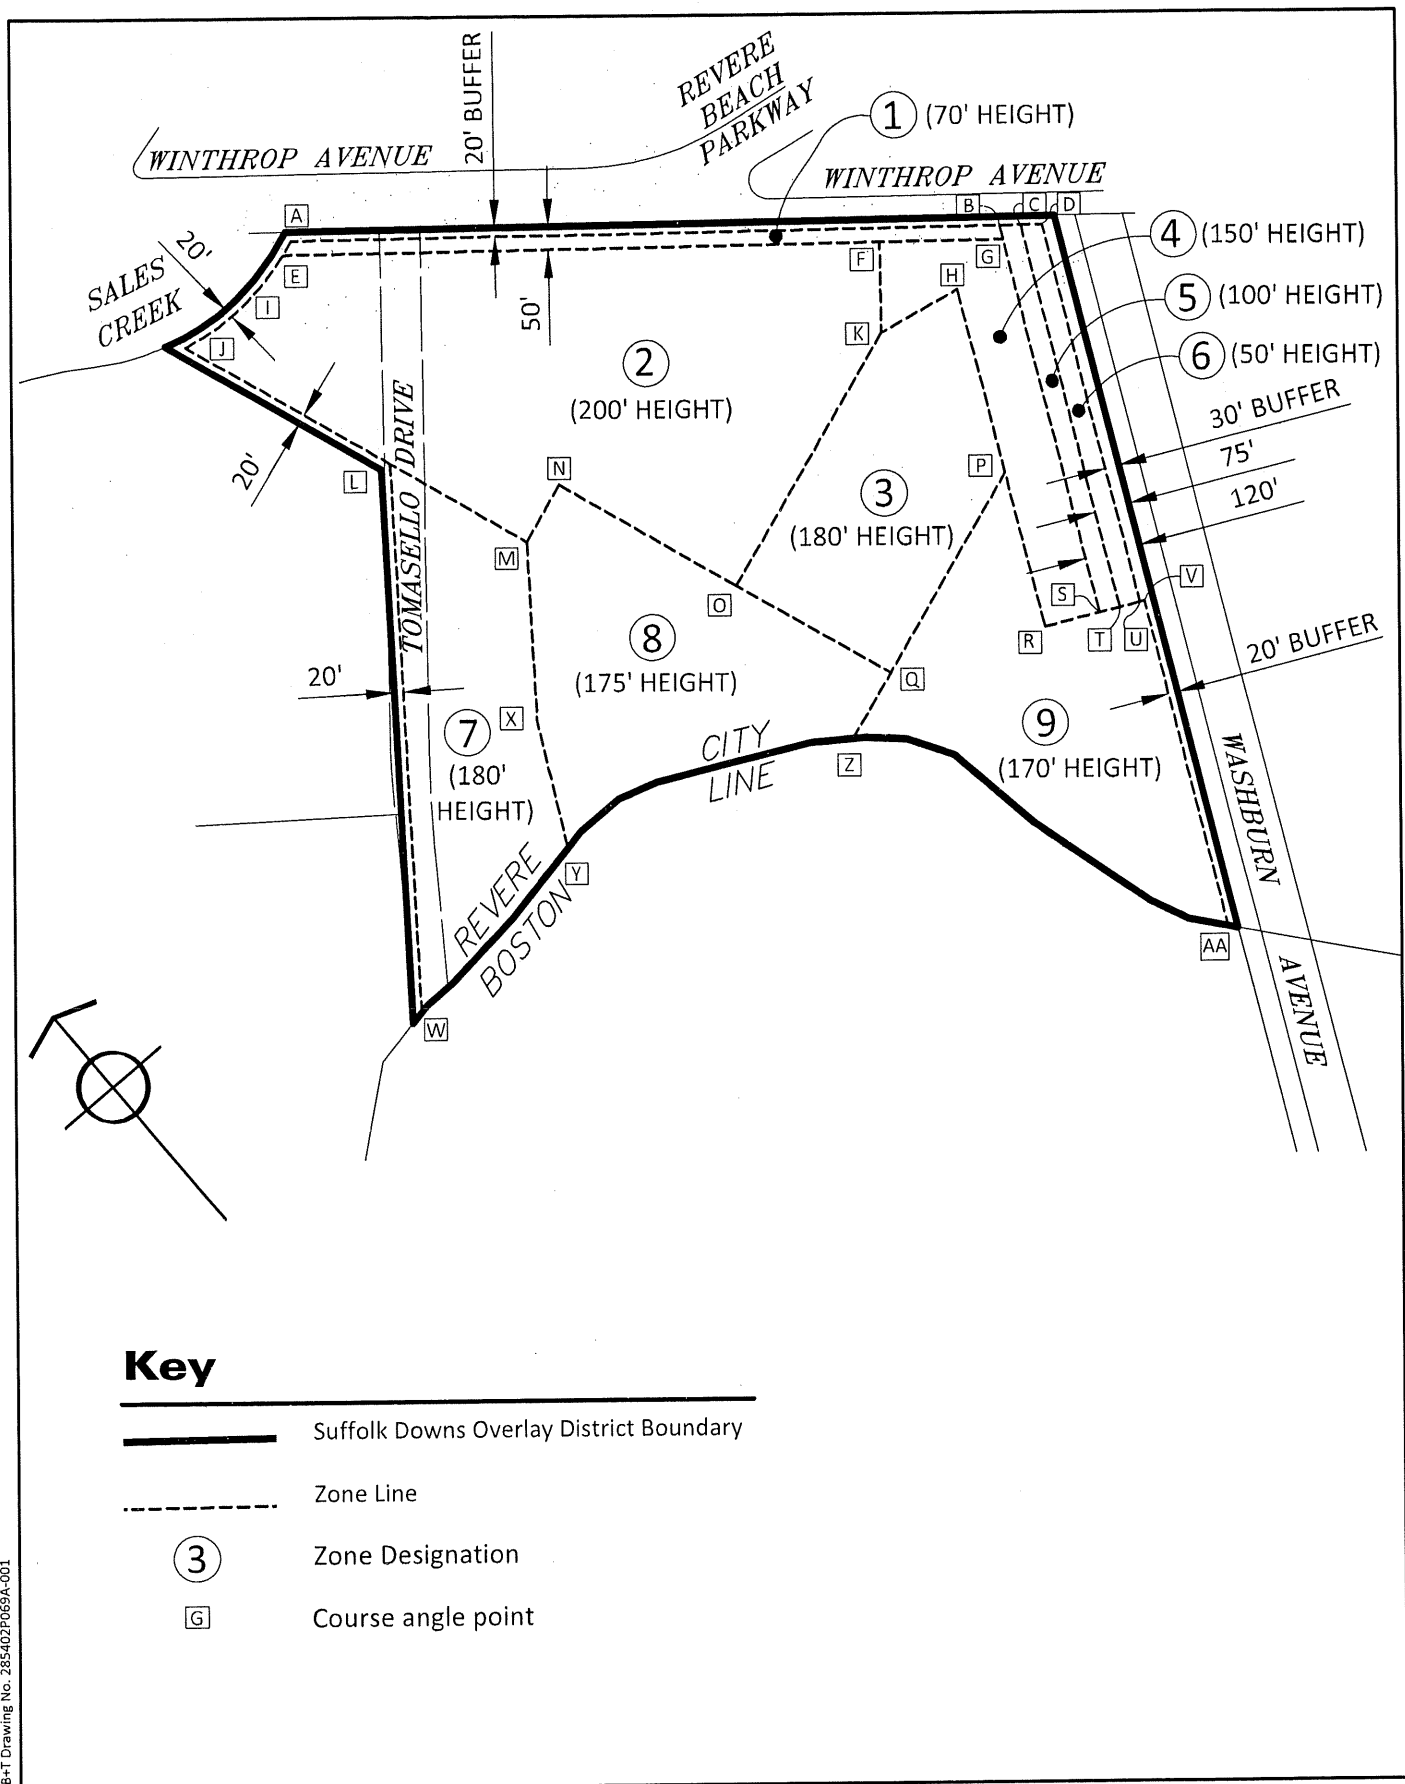 REVERE
BEACH
PARKWAY
20' BUFFER
1 (70' HEIGHT)
WINTHROP AVENUE
WINTHROP AVENUE
A
B
C
D
4 (150' HEIGHT)
20'
SALES
CREEK
E
F
G
H
I
50'
5 (100' HEIGHT)
J
K
2
(200' HEIGHT)
6 (50' HEIGHT)
30' BUFFER
75'
120'
20'
L
TOMASELLO DRIVE
N
P
3
(180' HEIGHT)
M
O
S
V
R
T
U
8
(175' HEIGHT)
Q
20' BUFFER
20'
7
(180'
HEIGHT)
X
CITY
LINE
Z
9
(170' HEIGHT)
WASHBURN AVENUE
REVERE
BOSTON
Y
AA
W
Key
Suffolk Downs Overlay District Boundary
Zone Line
3 Zone Designation
G Course angle point
B+T Drawing No. 285402P069A-001